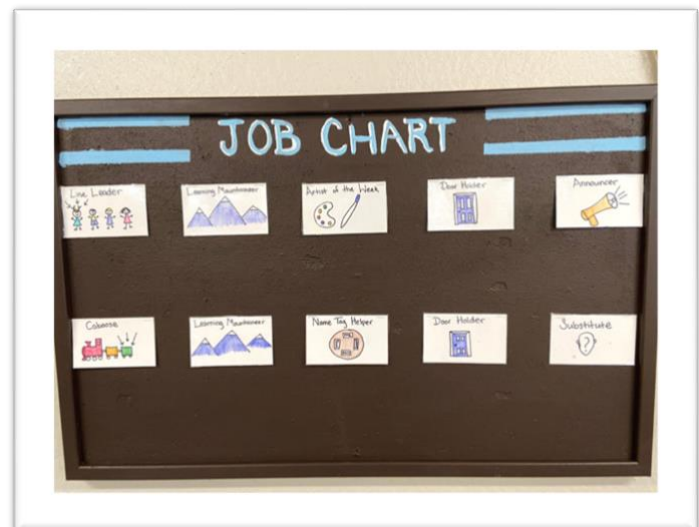 JOB CHART
Line Leader
Learning Mountaineer
Artist of the Week
Door Holder
Announcer
Caboose
Learning Mountaineer
Name Tag Helper
Door Holder
Substitute
?